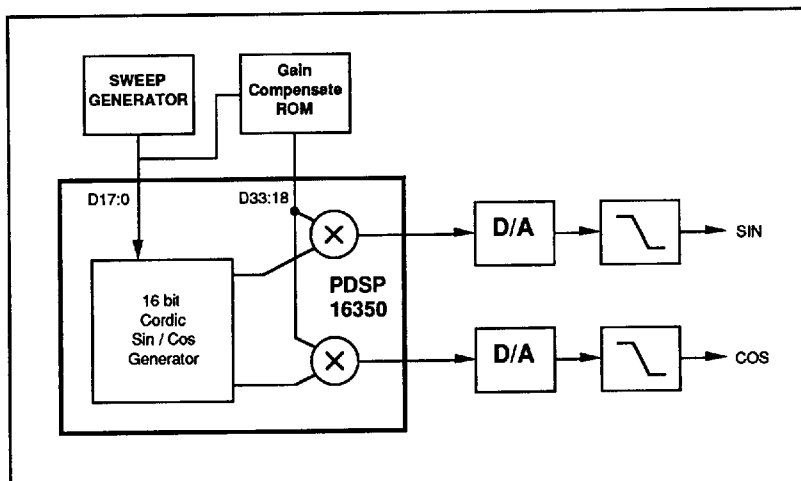 SWEEP
GENERATOR
Gain
Compensate
ROM
D17:0
D33:18
16 bit
Cordic
Sin / Cos
Generator
PDSP
16350
D/A
SIN
D/A
COS